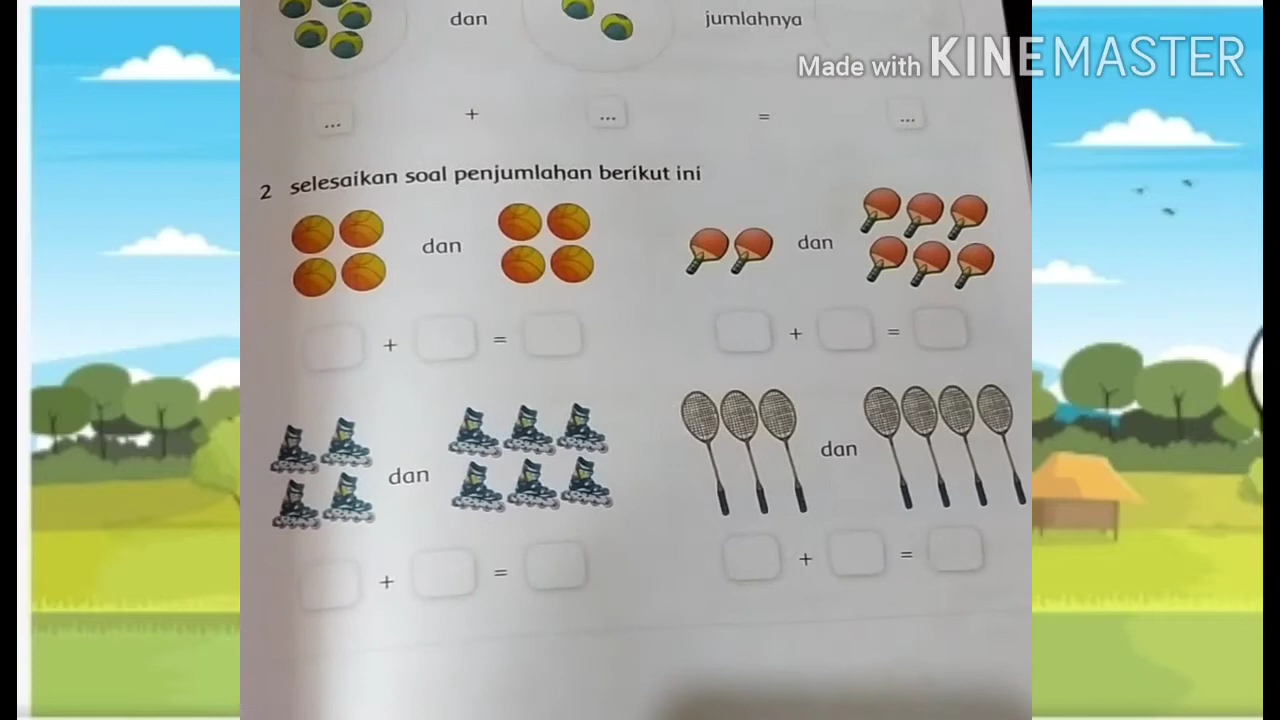 dan jumlahnya
Made with KINEMASTER
... + ... = ...
2 selesaikan soal penjumlahan berikut ini
dan dan
+ = + =
dan dan
+ = + =